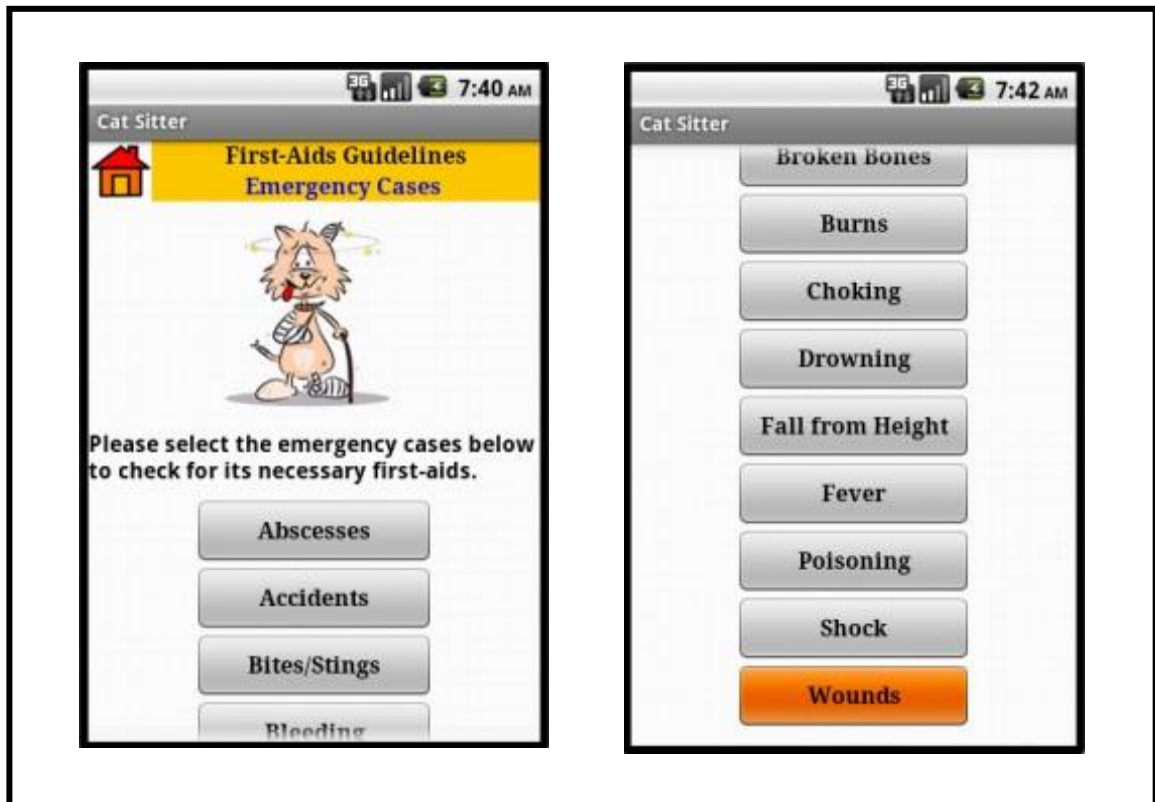 3G 7:40 AM
Cat Sitter
First-Aids Guidelines
Emergency Cases
Please select the emergency cases below
to check for its necessary first-aids.
Abscesses
Accidents
Bites/Stings
Bleeding
3G 7:42 AM
Cat Sitter
Broken Bones
Burns
Choking
Drowning
Fall from Height
Fever
Poisoning
Shock
Wounds